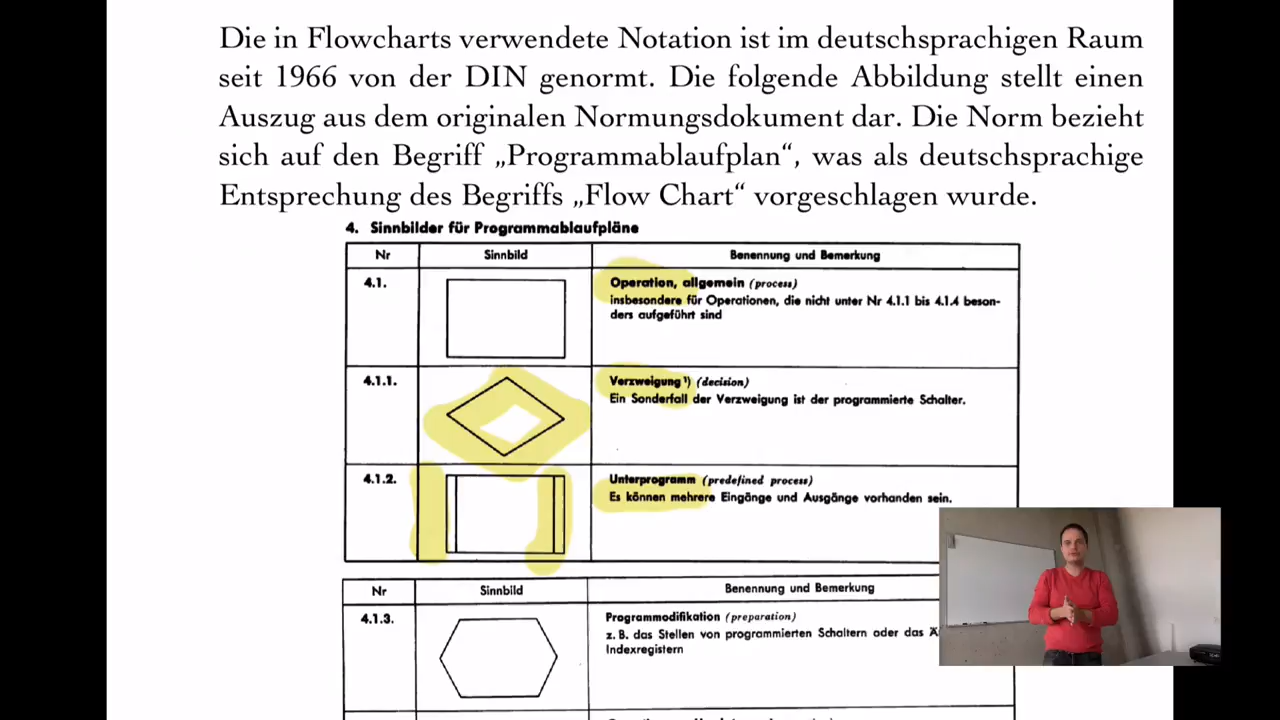 Die in Flowcharts verwendete Notation ist im deutschsprachigen Raum
seit 1966 von der DIN genormt. Die folgende Abbildung stellt einen
Auszug aus dem originalen Normungsdokument dar. Die Norm bezieht
sich auf den Begriff „Programmablaufplan“, was als deutschsprachige
Entsprechung des Begriffs „Flow Chart“ vorgeschlagen wurde.
4. Sinnbilder für Programmablaufpläne
Nr Sinnbild Benennung und Bemerkung
4.1. Operation, allgemein (process)
insbesondere für Operationen, die nicht unter Nr 4.1.1 bis 4.1.4 beson-
ders aufgeführt sind
4.1.1. Verzweigung ¹) (decision)
Ein Sonderfall der Verzweigung ist der programmierte Schalter.
4.1.2. Unterprogramm (predefined process)
Es können mehrere Eingänge und Ausgänge vorhanden sein.
Nr Sinnbild Benennung und Bemerkung
4.1.3. Programmodifikation (preparation)
z. B. das Stellen von programmierten Schaltern oder das
Indexregistern